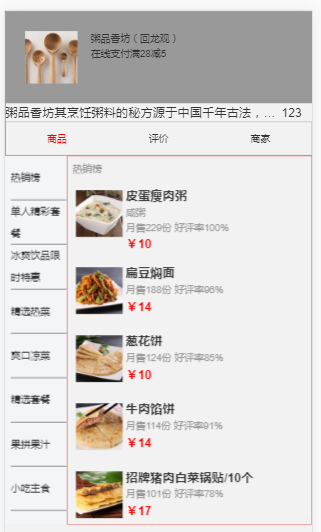 粥品香坊（回龙观）
在线支付满28减5
粥品香坊其烹饪粥料的秘方源于中国千年古法，... 123
商品 评价 商家
热销榜
单人精彩套
餐
冰爽饮品限
时特惠
精选热菜
爽口凉菜
精选套餐
果拼果汁
小吃主食
热销榜
皮蛋瘦肉粥
咸粥
月售229份 好评率100%
￥10
扁豆焖面
月售188份 好评率96%
￥14
葱花饼
月售124份 好评率85%
￥10
牛肉馅饼
月售114份 好评率91%
￥14
招牌猪肉白菜锅贴/10个
月售101份 好评率78%
￥17